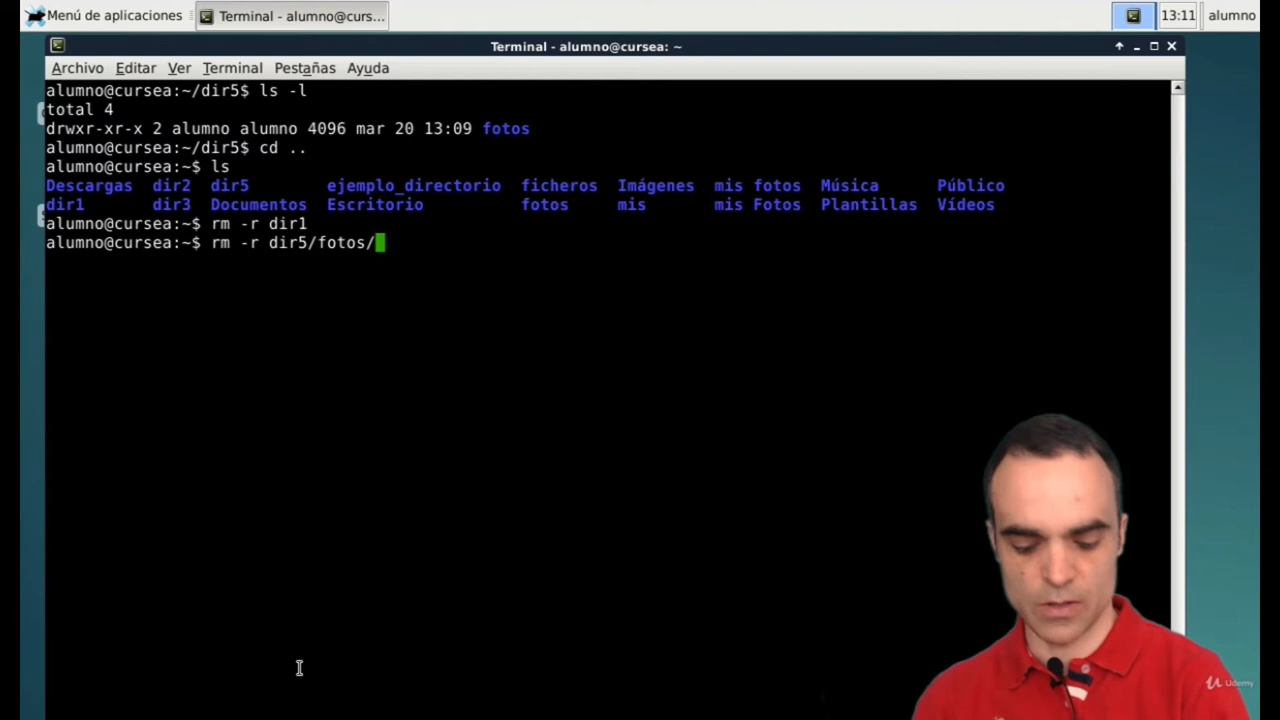 Menú de aplicaciones
Terminal - alumno@curs...
13:11
alumno
Terminal - alumno@cursea: ~
Archivo Editar Ver Terminal Pestañas Ayuda
alumno@cursea:~/dir5$ ls -l
total 4
drwxr-xr-x 2 alumno alumno 4096 mar 20 13:09 fotos
alumno@cursea:~/dir5$ cd ..
alumno@cursea:~$ ls
Descargas dir2 dir5 ejemplo_directorio ficheros Imágenes mis fotos Música Público
dir1 dir3 Documentos Escritorio fotos mis mis Fotos Plantillas Vídeos
alumno@cursea:~$ rm -r dir1
alumno@cursea:~$ rm -r dir5/fotos/
Udemy